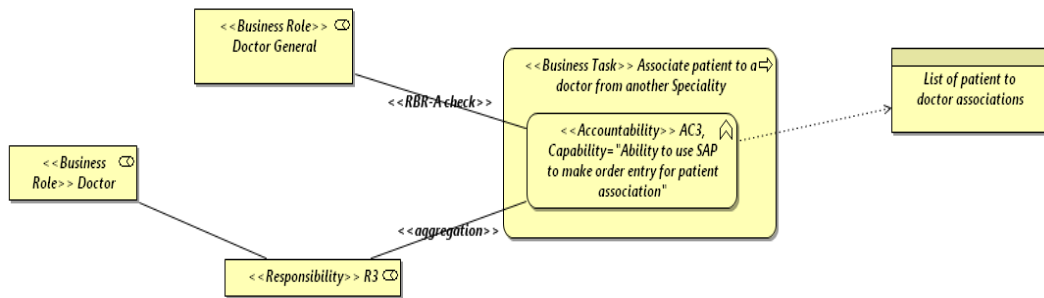 <<Business Role>>
Doctor General
<<Business Task>> Associate patient to a
doctor from another Speciality
List of patient to
doctor associations
<<RBR-A check>>
<<Accountability>> AC3,
Capability="Ability to use SAP
to make order entry for patient
association"
<<Business
Role>> Doctor
<<aggregation>>
<<Responsibility>> R3